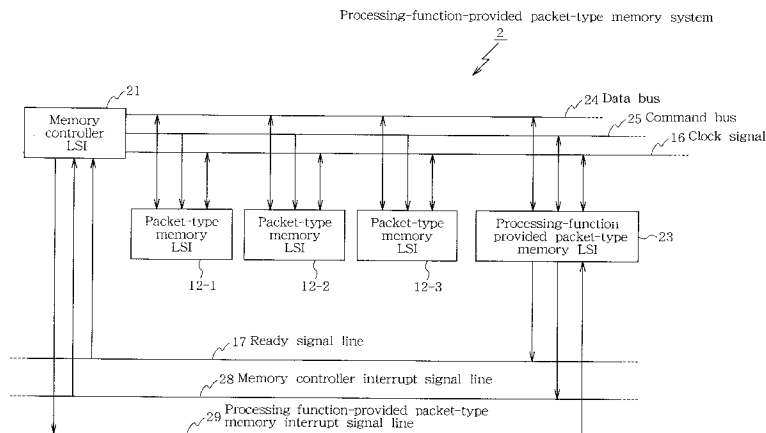 Processing-function-provided packet-type memory system
2
21
Memory
controller
LSI
24 Data bus
25 Command bus
16 Clock signal
Packet-type
memory
LSI
Packet-type
memory
LSI
Packet-type
memory
LSI
Processing-function
provided packet-type
memory LSI
23
12-1
12-2
12-3
17 Ready signal line
28 Memory controller interrupt signal line
29 Processing function-provided packet-type
memory interrupt signal line